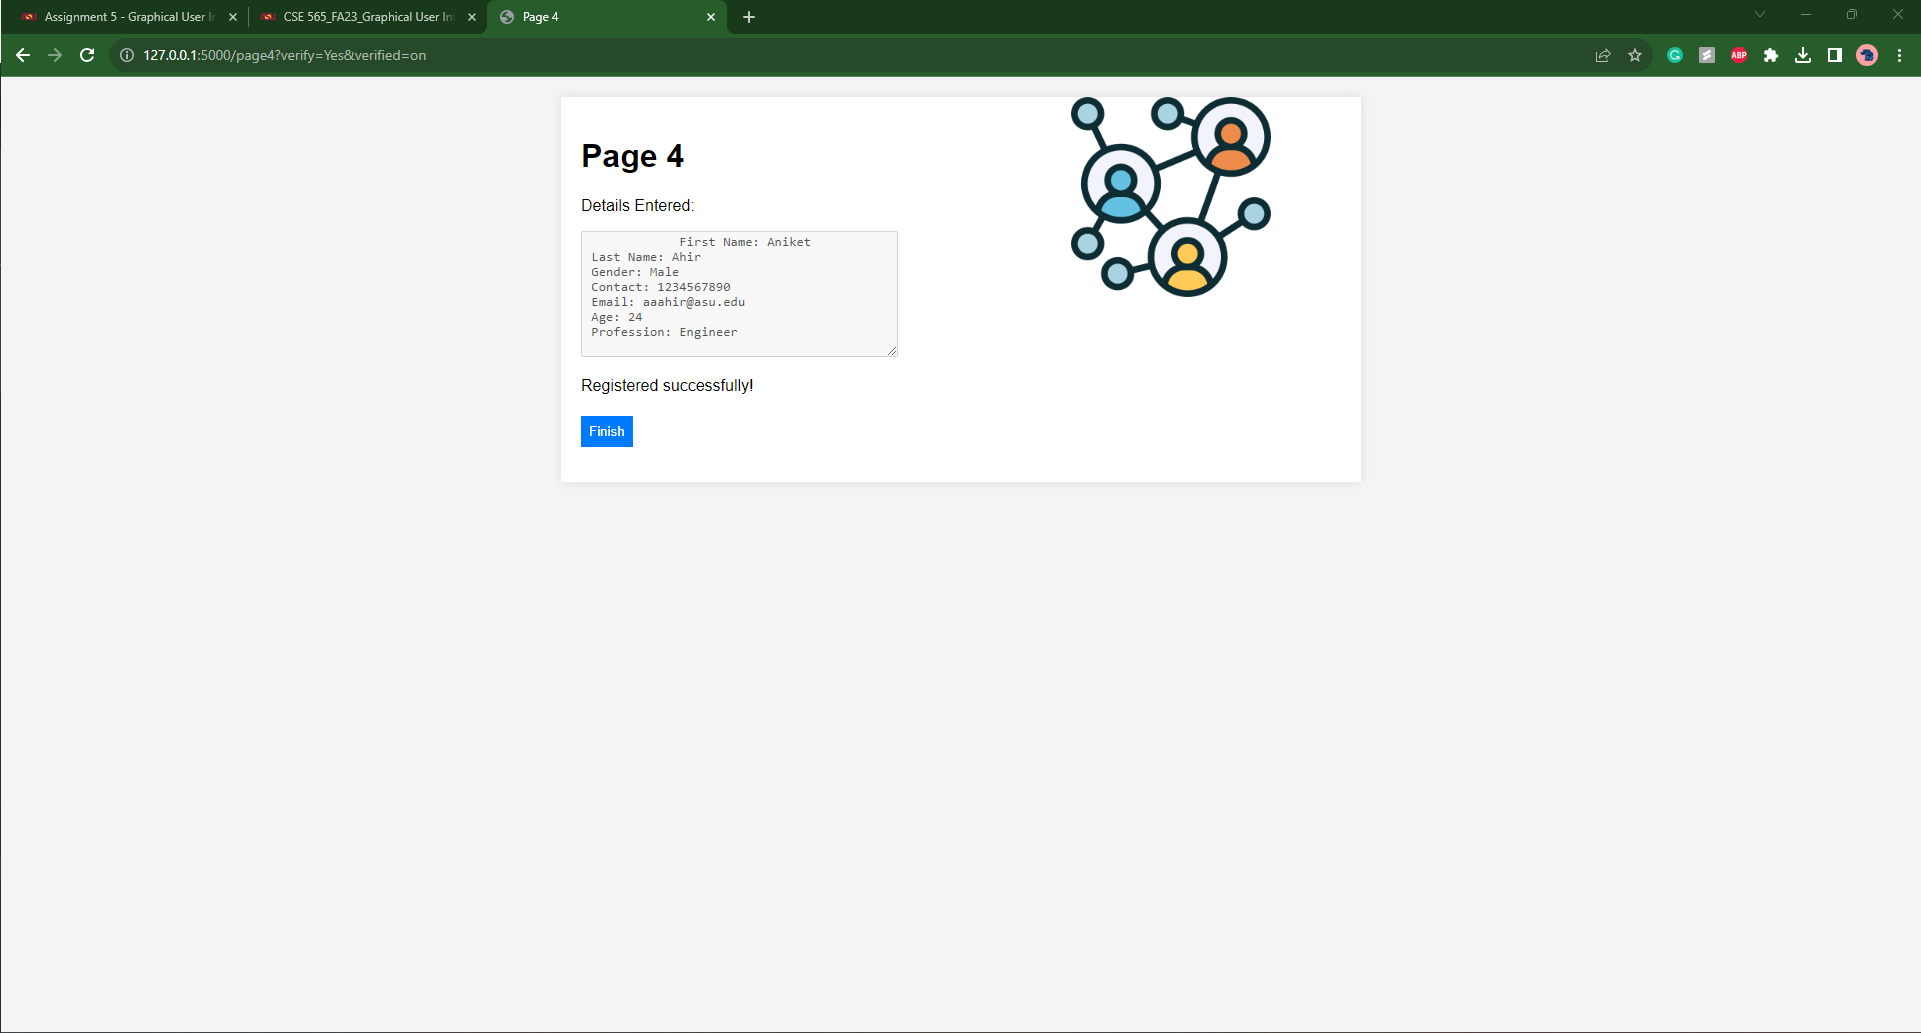 Assignment 5 - Graphical User In
CSE 565_FA23_Graphical User Int
Page 4
127.0.0.1:5000/page4?verify=Yes&verified=on
ABP
Page 4
Details Entered:
First Name: Aniket
Last Name: Ahir
Gender: Male
Contact: 1234567890
Email: aaahir@asu.edu
Age: 24
Profession: Engineer
Registered successfully!
Finish